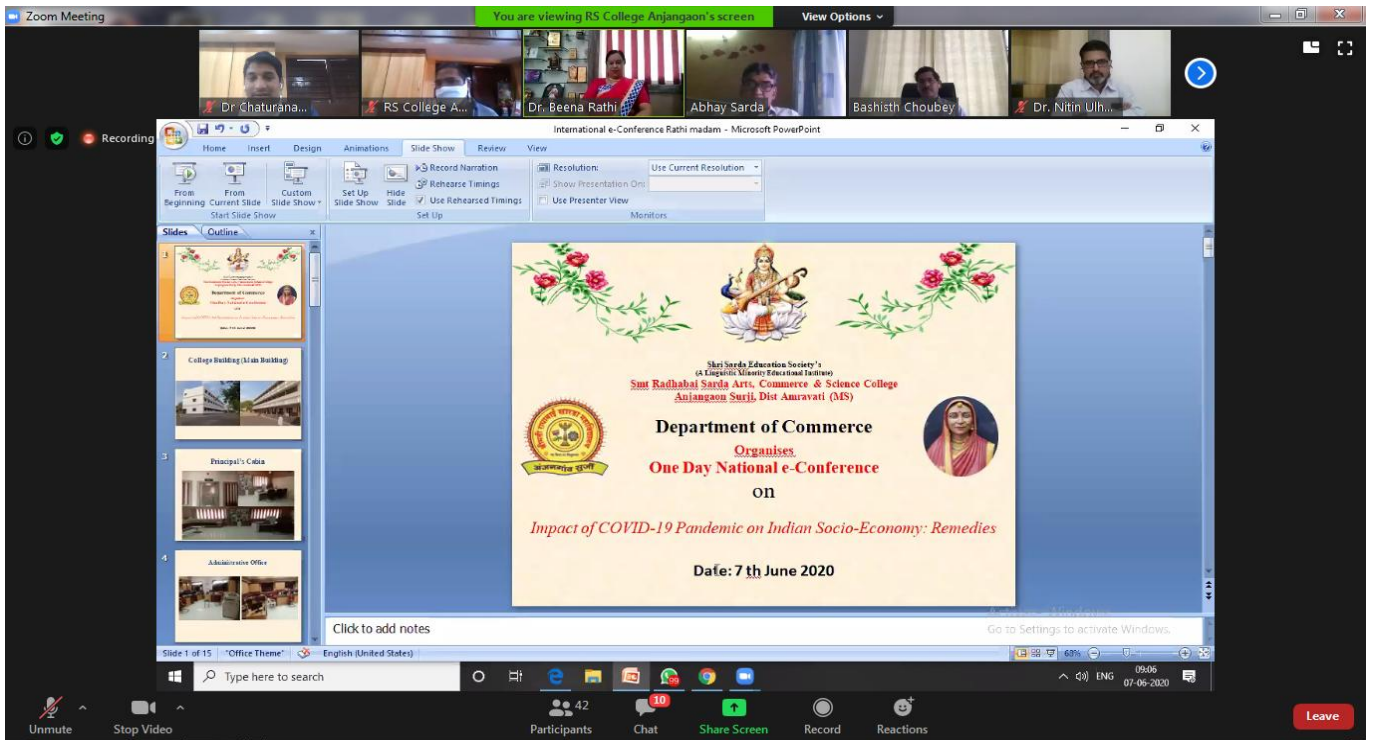 Zoom Meeting
You are viewing RS College Anjangaon's screen
View Options
Dr Chaturana...
RS College A...
Dr. Beena Rathi
Abhay Sarda
Bashisth Choubey
Dr. Nitin Ulh...
Recording
International e-Conference Rathi madam - Microsoft PowerPoint
Home Insert Design Animations Slide Show Review View
From Beginning
From Current Slide
Custom Slide Show
Start Slide Show
Set Up Slide Show
Hide Slide
Record Narration
Rehearse Timings
Use Rehearsed Timings
Set Up
Resolution: Use Current Resolution
Show Presentation On:
Use Presenter View
Monitors
Slides Outline
1
Department of Commerce
2
College Building (Main Building)
3
Principal's Cabin
4
Administrative Office
Shri Sarda Education Society's
(A Linguistic Minority Educational Institute)
Smt Radhabai Sarda Arts, Commerce & Science College
Anjangaon Surji, Dist Amravati (MS)
अंजनगांव सुर्जी
Department of Commerce
Organises
One Day National e-Conference
on
Impact of COVID-19 Pandemic on Indian Socio-Economy: Remedies
Date: 7 th June 2020
Click to add notes
Go to Settings to activate Windows.
Slide 1 of 15 "Office Theme" English (United States)
68%
Type here to search
99
ENG
09:06
07-06-2020
Unmute
Stop Video
42
Participants
10
Chat
Share Screen
Record
Reactions
Leave